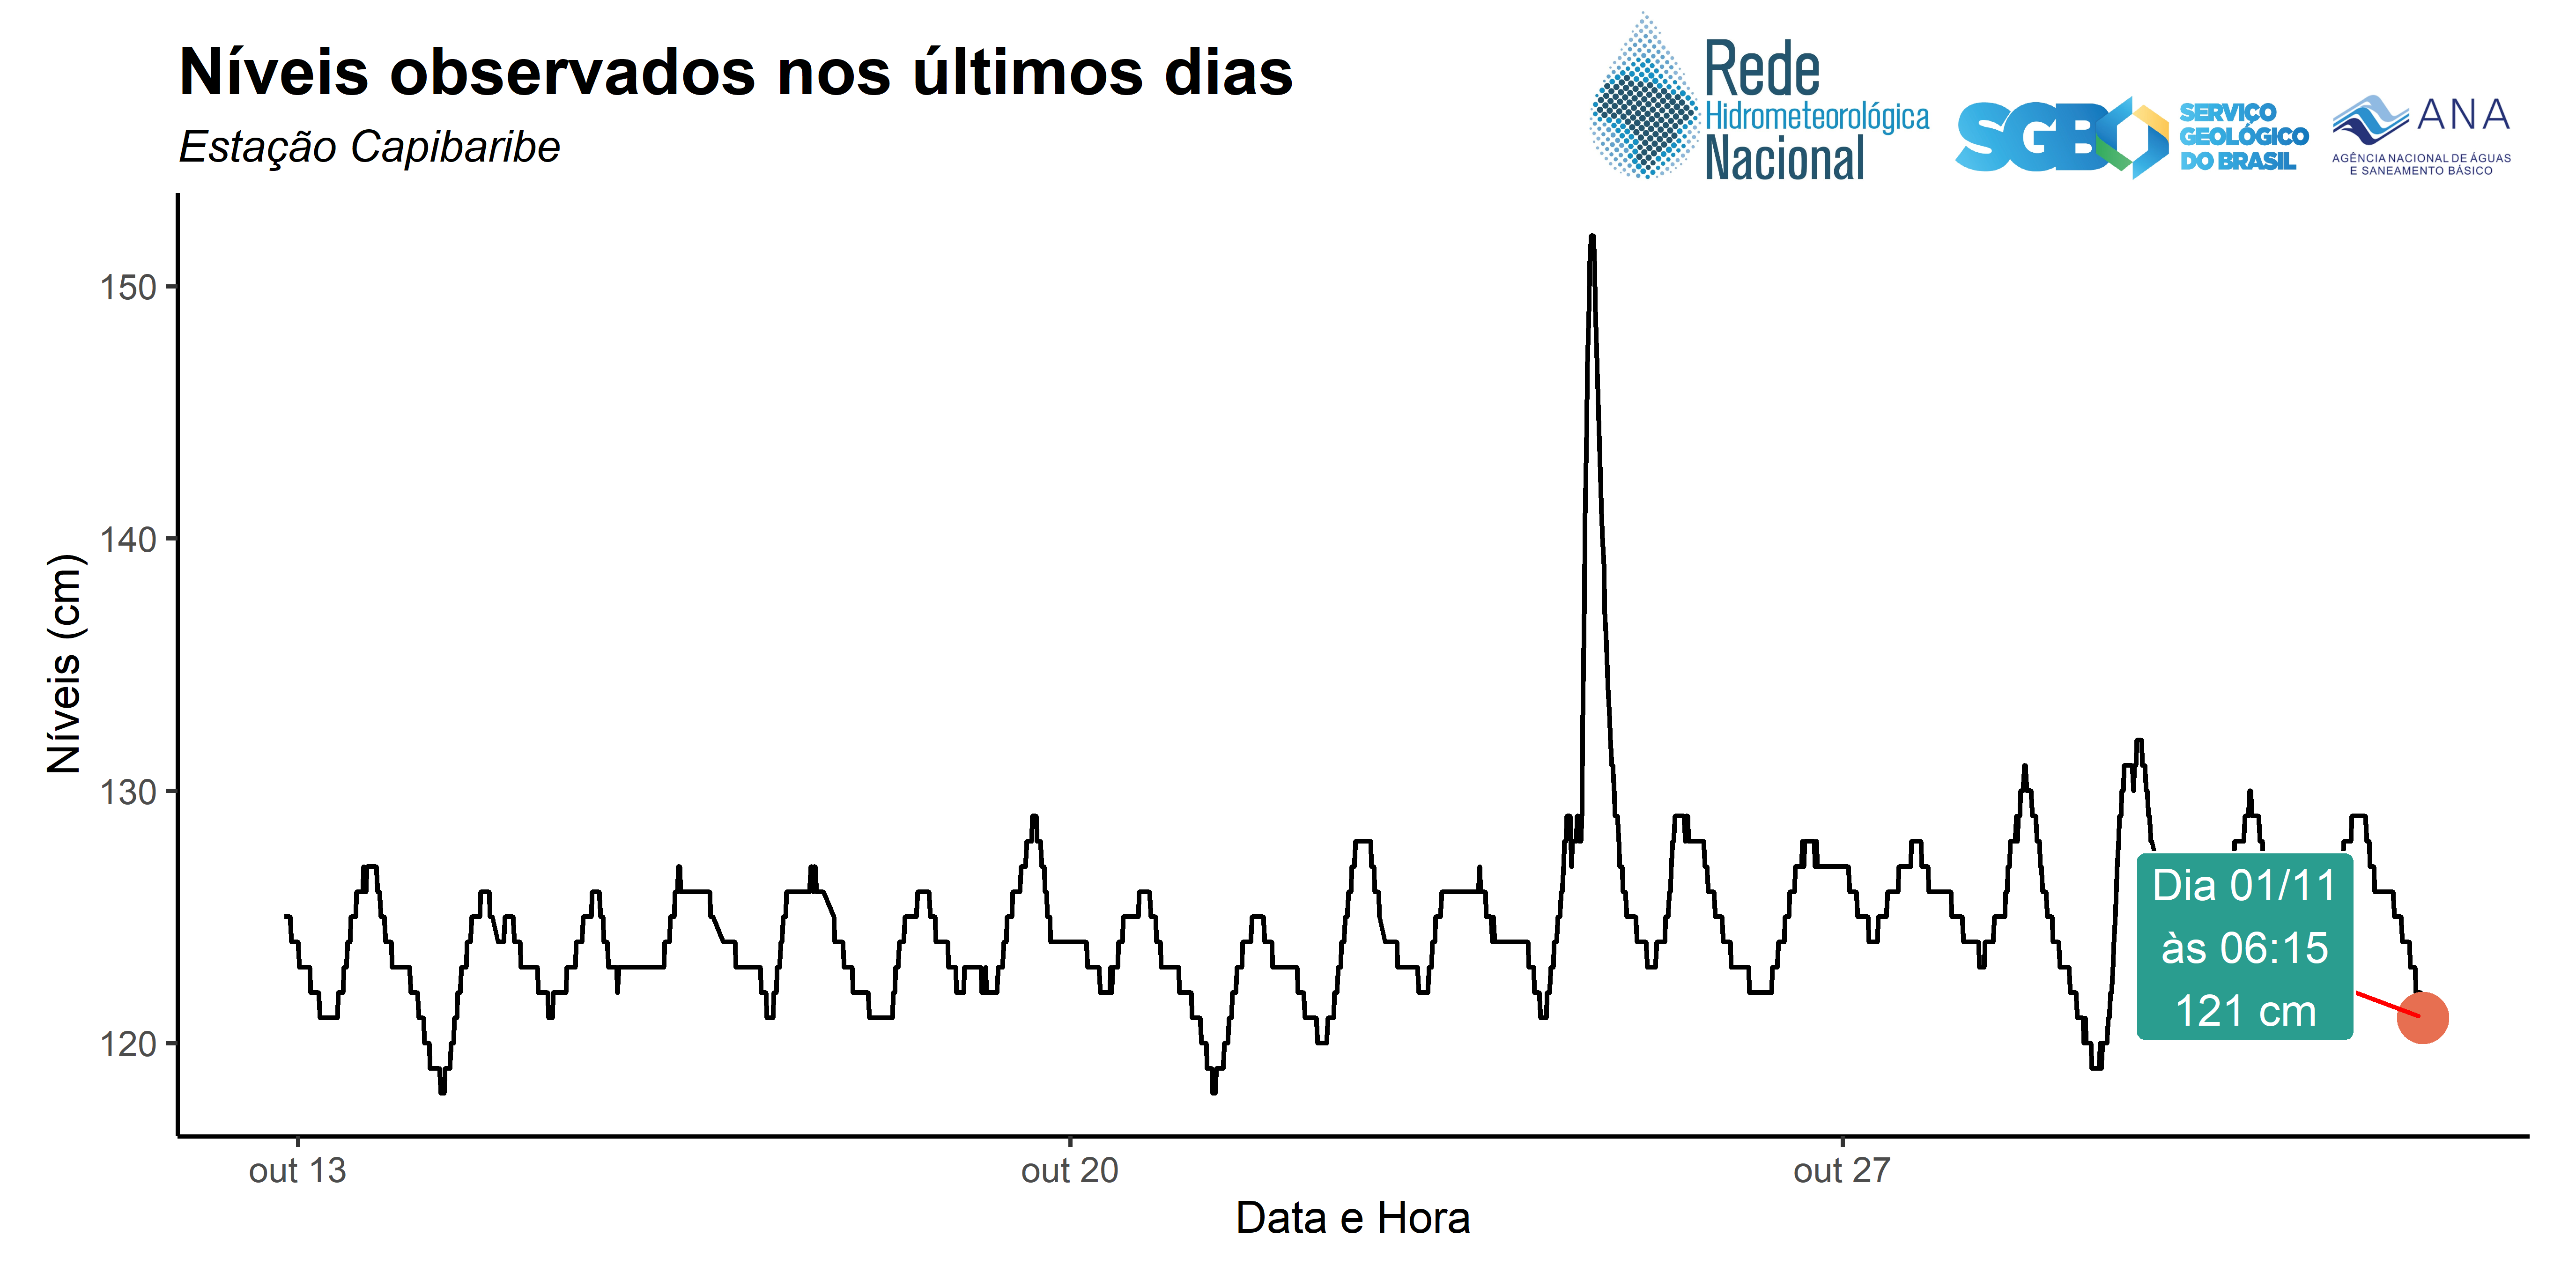 Níveis observados nos últimos dias
Estação Capibaribe
Rede
Hidrometeorológica
Nacional
SGB
SERVIÇO
GEOLÓGICO
DO BRASIL
ANA
AGÊNCIA NACIONAL DE ÁGUAS
E SANEAMENTO BÁSICO
Níveis (cm)
150
140
130
120
Dia 01/11
às 06:15
121 cm
out 13
out 20
out 27
Data e Hora